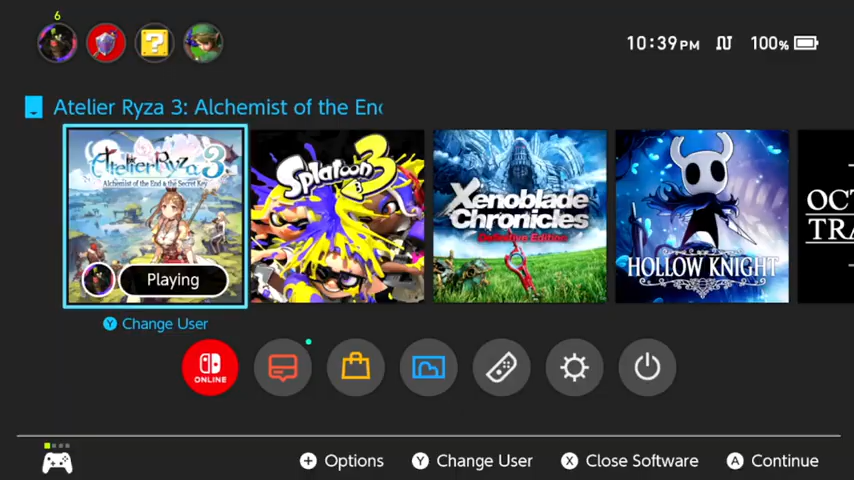 6
10:39PM
100%
Atelier Ryza 3: Alchemist of the End
Atelier Ryza 3
Alchemist of the End & the Secret Key
Playing
Splatoon 3
Xenoblade
Chronicles
Definitive Edition
HOLLOW KNIGHT
OCT
TRA
Y Change User
ONLINE
+ Options
Y Change User
X Close Software
A Continue